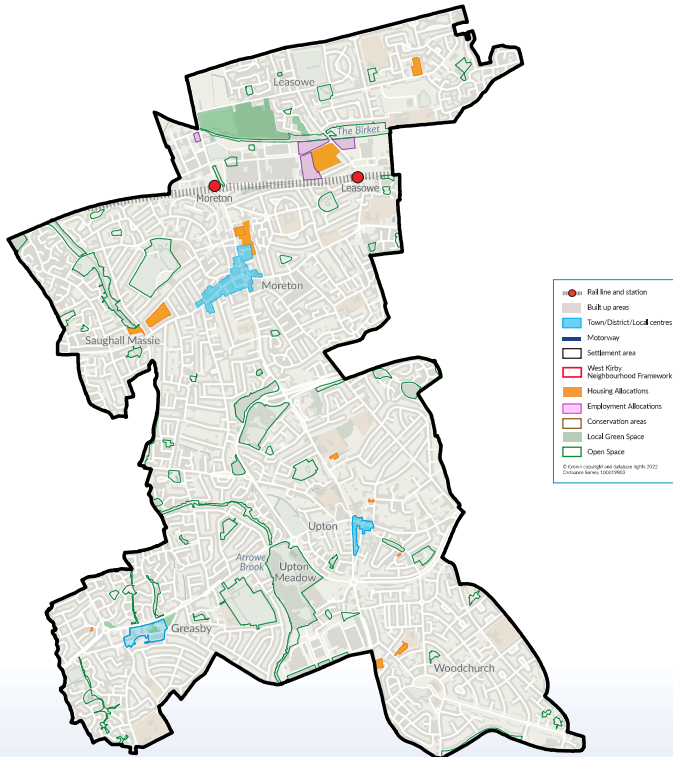 Leasowe
The Birket
Moreton
Leasowe
Moreton
Saughall Massie
Upton
Arrowe
Brook
Upton
Meadow
Greasby
Woodchurch
Rail line and station
Built up areas
Town/District/Local centres
Motorway
Settlement area
West Kirby
Neighbourhood Framework
Housing Allocations
Employment Allocations
Conservation areas
Local Green Space
Open Space
© Crown copyright and database rights 2022.
Ordnance Survey 100019803